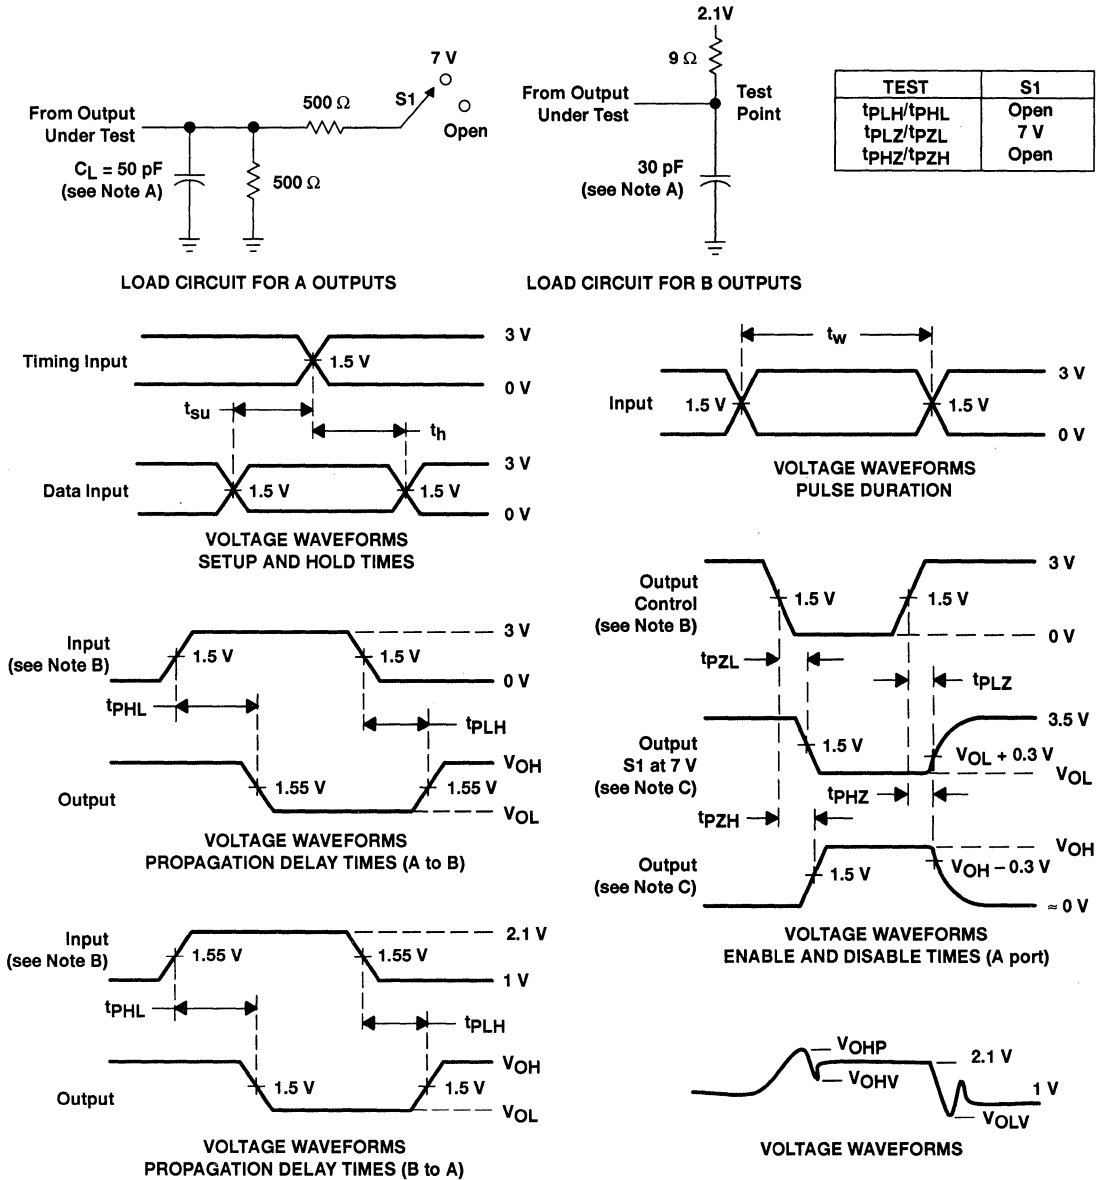 7 V
S1
Open
500 Ω
From Output
Under Test
CL = 50 pF
(see Note A)
500 Ω
LOAD CIRCUIT FOR A OUTPUTS
2.1V
9 Ω
From Output
Under Test
Test
Point
30 pF
(see Note A)
LOAD CIRCUIT FOR B OUTPUTS
TEST S1
tPLH/tPHL Open
tPLZ/tPZL 7 V
tPHZ/tPZH Open
Timing Input
1.5 V
3 V
0 V
tsu
th
Data Input
1.5 V
1.5 V
3 V
0 V
VOLTAGE WAVEFORMS
SETUP AND HOLD TIMES
tw
Input
1.5 V
1.5 V
3 V
0 V
VOLTAGE WAVEFORMS
PULSE DURATION
Input
(see Note B)
1.5 V
1.5 V
3 V
0 V
tPHL
tPLH
Output
1.55 V
1.55 V
VOH
VOL
VOLTAGE WAVEFORMS
PROPAGATION DELAY TIMES (A to B)
Output
Control
(see Note B)
1.5 V
1.5 V
3 V
0 V
tPZL
tPLZ
Output
S1 at 7 V
(see Note C)
1.5 V
3.5 V
VOL + 0.3 V
VOL
tPHZ
tPZH
Output
(see Note C)
1.5 V
VOH
VOH – 0.3 V
≈ 0 V
VOLTAGE WAVEFORMS
ENABLE AND DISABLE TIMES (A port)
Input
(see Note B)
1.55 V
1.55 V
2.1 V
1 V
tPHL
tPLH
Output
1.5 V
1.5 V
VOH
VOL
VOLTAGE WAVEFORMS
PROPAGATION DELAY TIMES (B to A)
VOHP
VOHV
2.1 V
1 V
VOLV
VOLTAGE WAVEFORMS